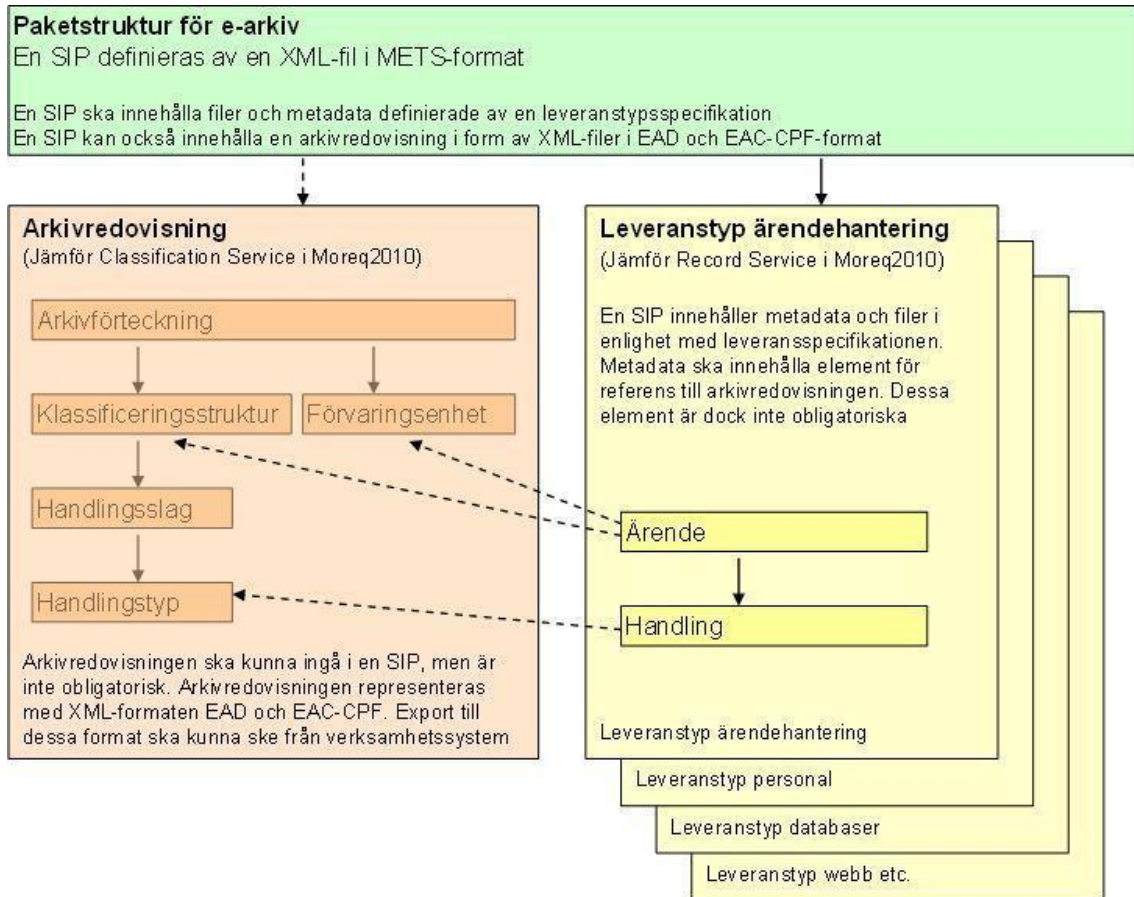 Paketstruktur för e-arkiv
En SIP definieras av en XML-fil i METS-format
En SIP ska innehålla filer och metadata definierade av en leveranstypsspecifikation
En SIP kan också innehålla en arkivredovisning i form av XML-filer i EAD och EAC-CPF-format
Arkivredovisning
(Jämför Classification Service i Moreq2010)
Arkivförteckning
Klassificeringsstruktur
Förvaringsenhet
Handlingsslag
Handlingstyp
Arkivredovisningen ska kunna ingå i en SIP, men är
inte obligatorisk. Arkivredovisningen representeras
med XML-formaten EAD och EAC-CPF. Export till
dessa format ska kunna ske från verksamhetssystem
Leveranstyp ärendehantering
(Jämför Record Service i Moreq2010)
En SIP innehåller metadata och filer i
enlighet med leveransspecifikationen.
Metadata ska innehålla element för
referens till arkivredovisningen. Dessa
element är dock inte obligatoriska
Ärende
Handling
Leveranstyp ärendehantering
Leveranstyp personal
Leveranstyp databaser
Leveranstyp webb etc.